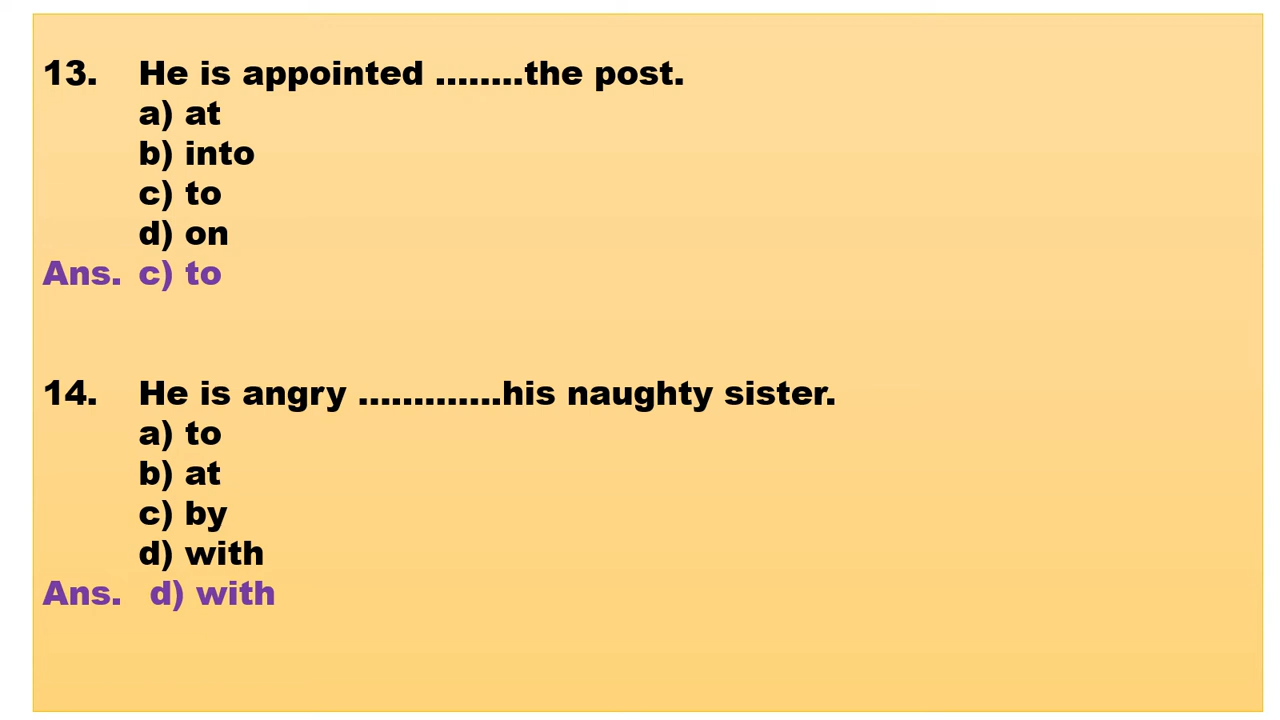 13. He is appointed ........the post.
a) at
b) into
c) to
d) on
Ans. c) to
14. He is angry .............his naughty sister.
a) to
b) at
c) by
d) with
Ans. d) with